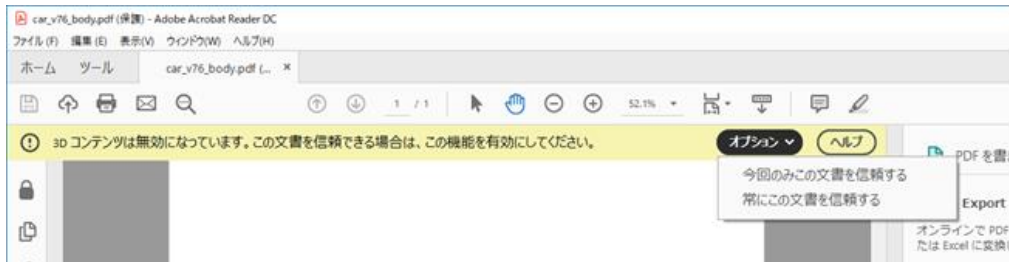 car_v76_body.pdf (保護) - Adobe Acrobat Reader DC
ファイル(F) 編集(E) 表示(V) ウィンドウ(W) ヘルプ(H)
ホーム ツール car_v76_body.pdf (... ×
1 / 1 52.1%
3D コンテンツは無効になっています。この文書を信頼できる場合は、この機能を有効にしてください。 オプション ヘルプ
PDF を書
今回のみこの文書を信頼する
常にこの文書を信頼する
Export
オンラインで PDF
たは Excel に変換